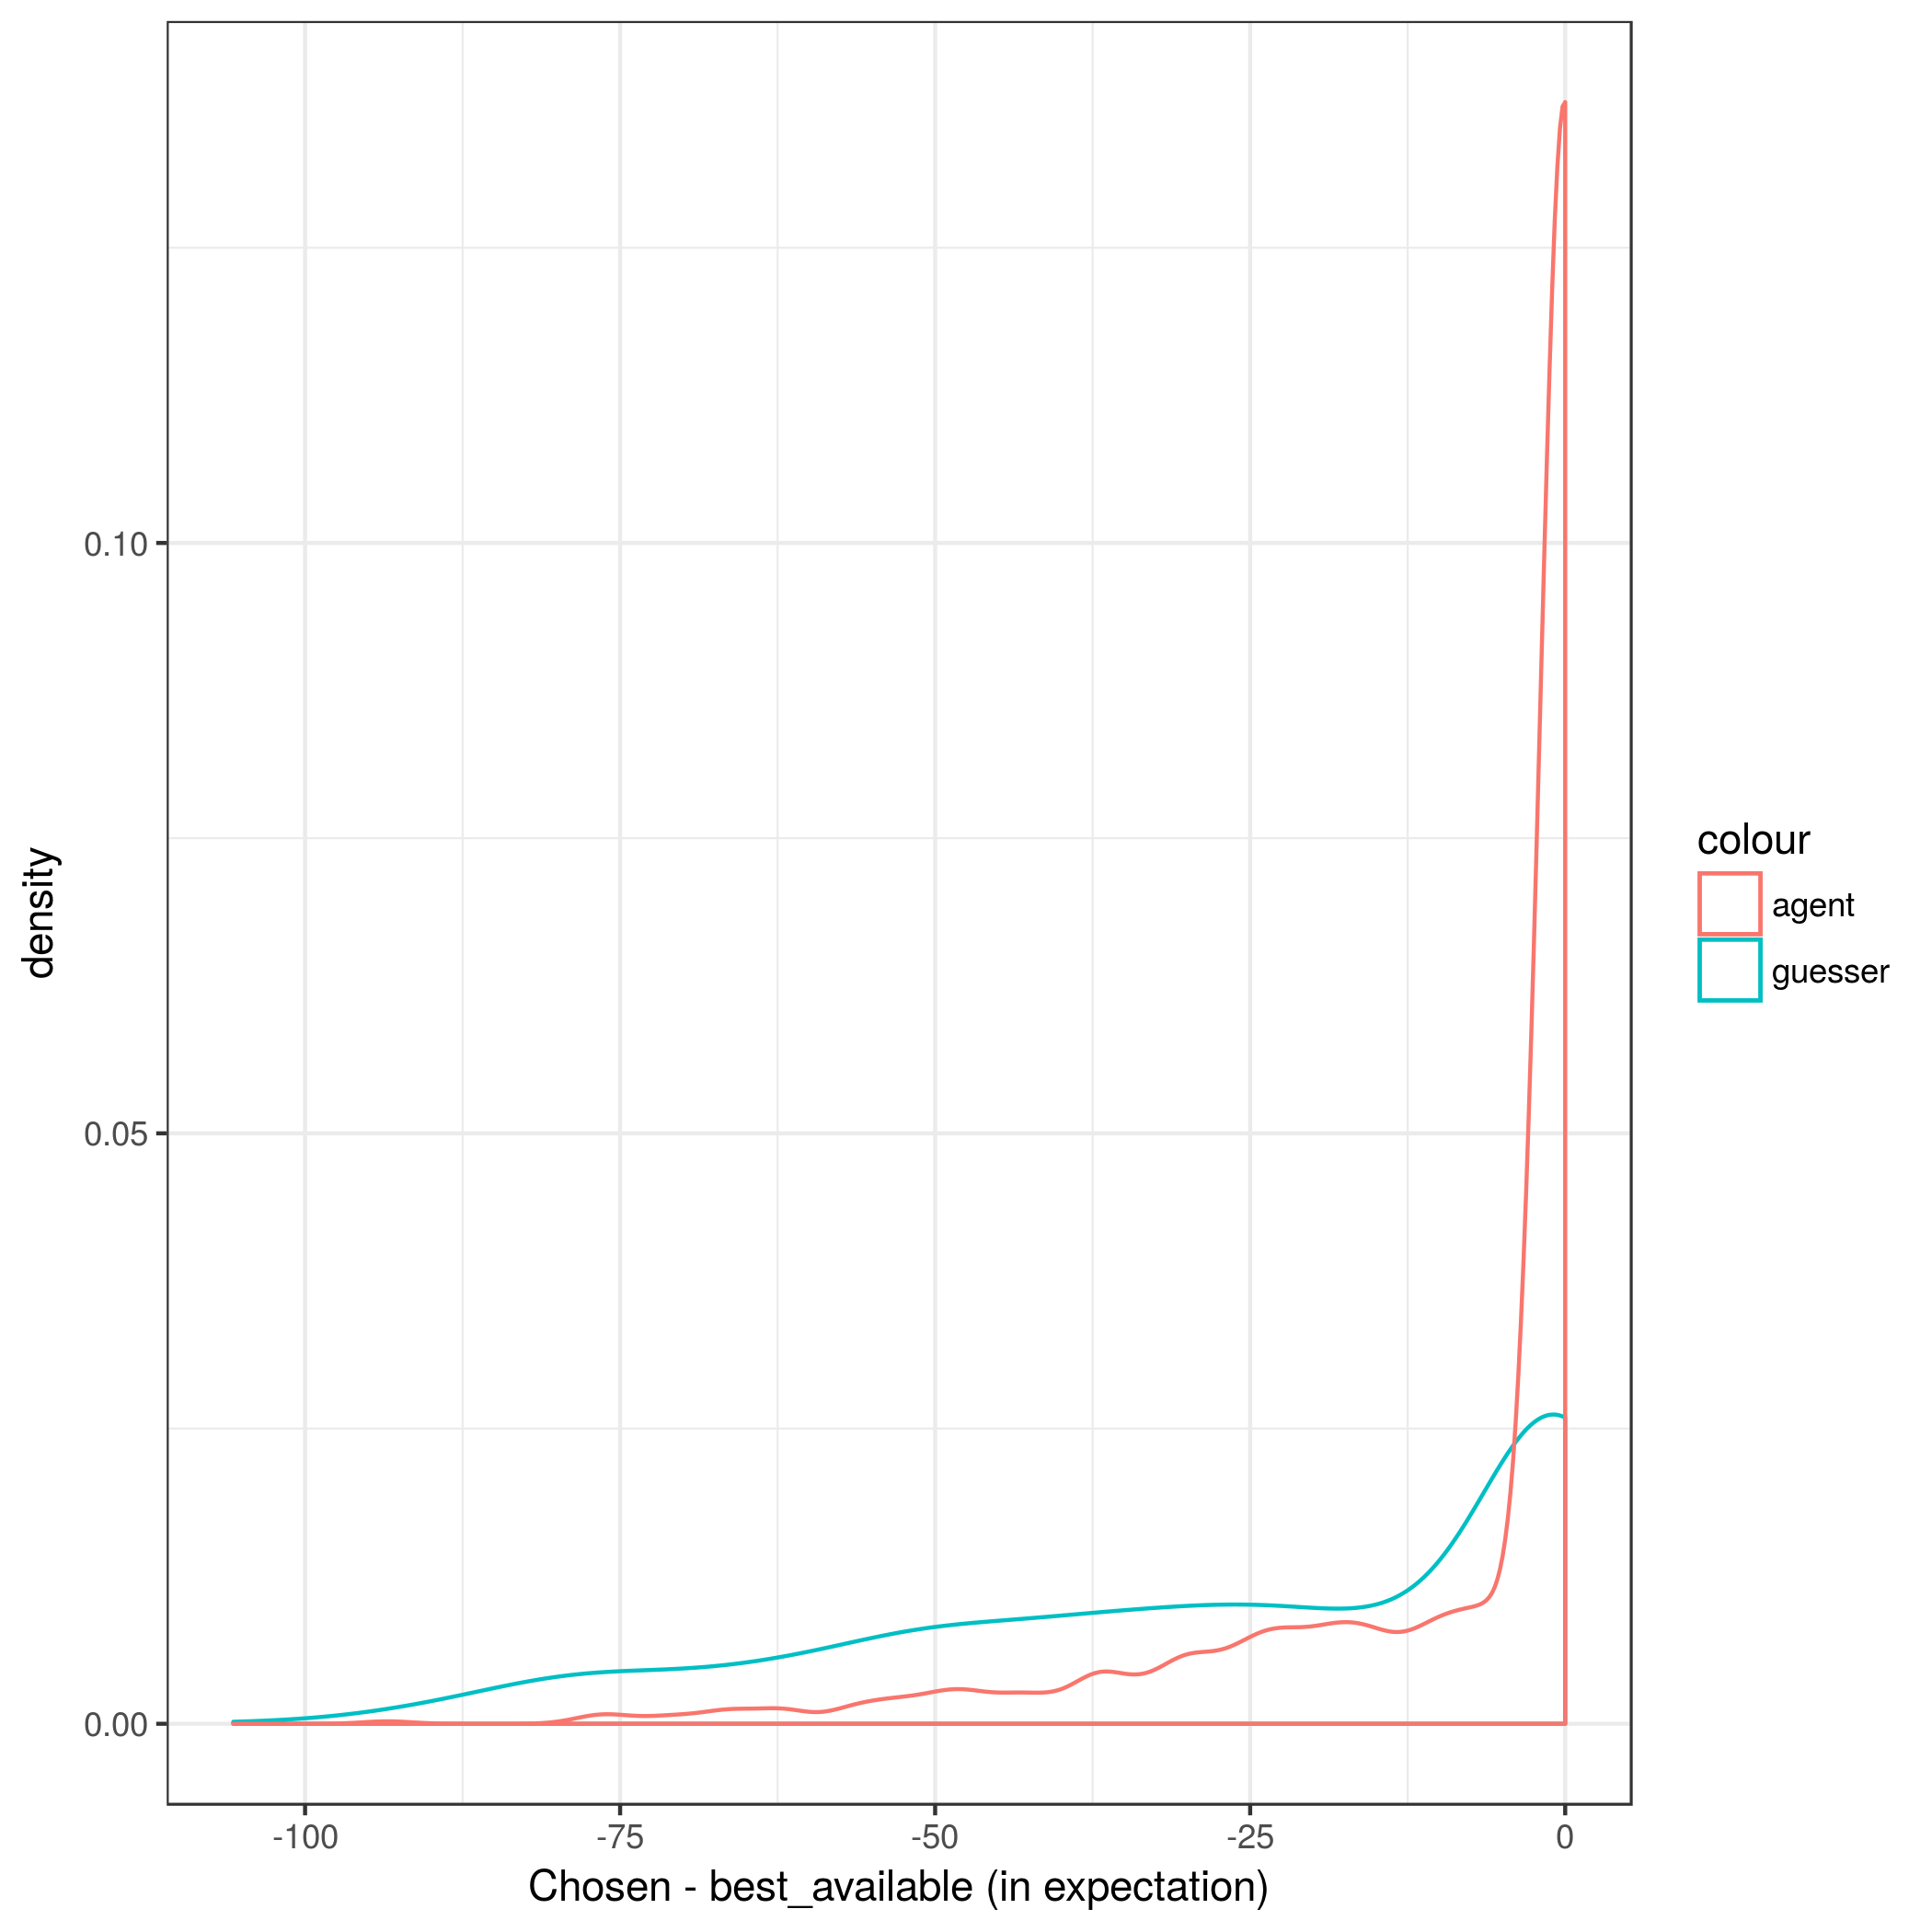 0.10
0.05
0.00
density
-100 -75 -50 -25 0
Chosen - best_available (in expectation)
colour
agent
guesser